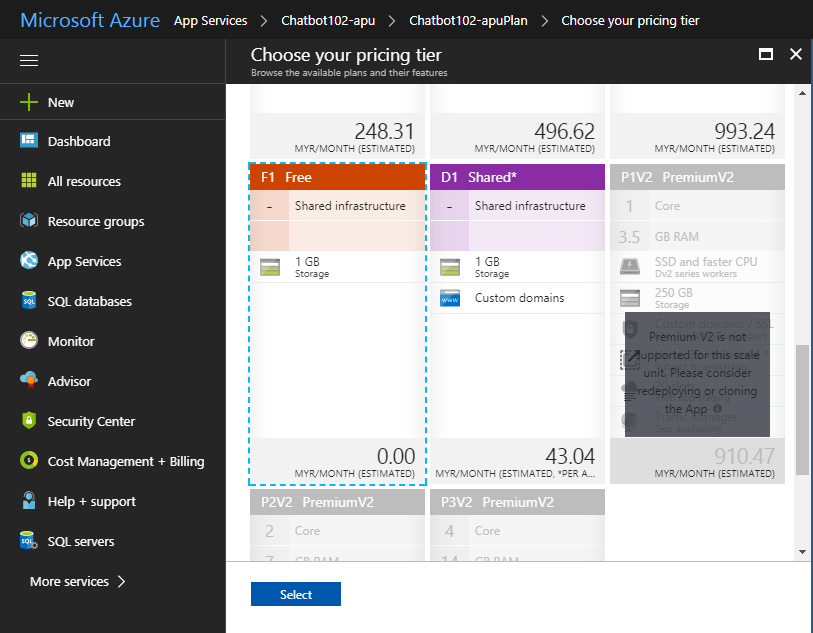 Microsoft Azure App Services > Chatbot102-apu > Chatbot102-apuPlan > Choose your pricing tier
Choose your pricing tier
Browse the available plans and their features
New
Dashboard
All resources
Resource groups
App Services
SQL databases
Monitor
Advisor
Security Center
Cost Management + Billing
Help + support
SQL servers
More services >
248.31
MYR/MONTH (ESTIMATED)
496.62
MYR/MONTH (ESTIMATED)
993.24
MYR/MONTH (ESTIMATED)
F1 Free
- Shared infrastructure
1 GB
Storage
0.00
MYR/MONTH (ESTIMATED)
D1 Shared*
- Shared infrastructure
1 GB
Storage
Custom domains
43.04
MYR/MONTH (ESTIMATED, *PER A...
P1V2 PremiumV2
1 Core
3.5 GB RAM
SSD and faster CPU
Dv2 series workers
250 GB
Storage
Custom domains / SSL
Premium V2 is not
supported for this scale
unit. Please consider
redeploying or cloning
the App
Traffic Manager
Geo availability
910.47
MYR/MONTH (ESTIMATED)
P2V2 PremiumV2
2 Core
7 GB RAM
P3V2 PremiumV2
4 Core
14 GB RAM
Select